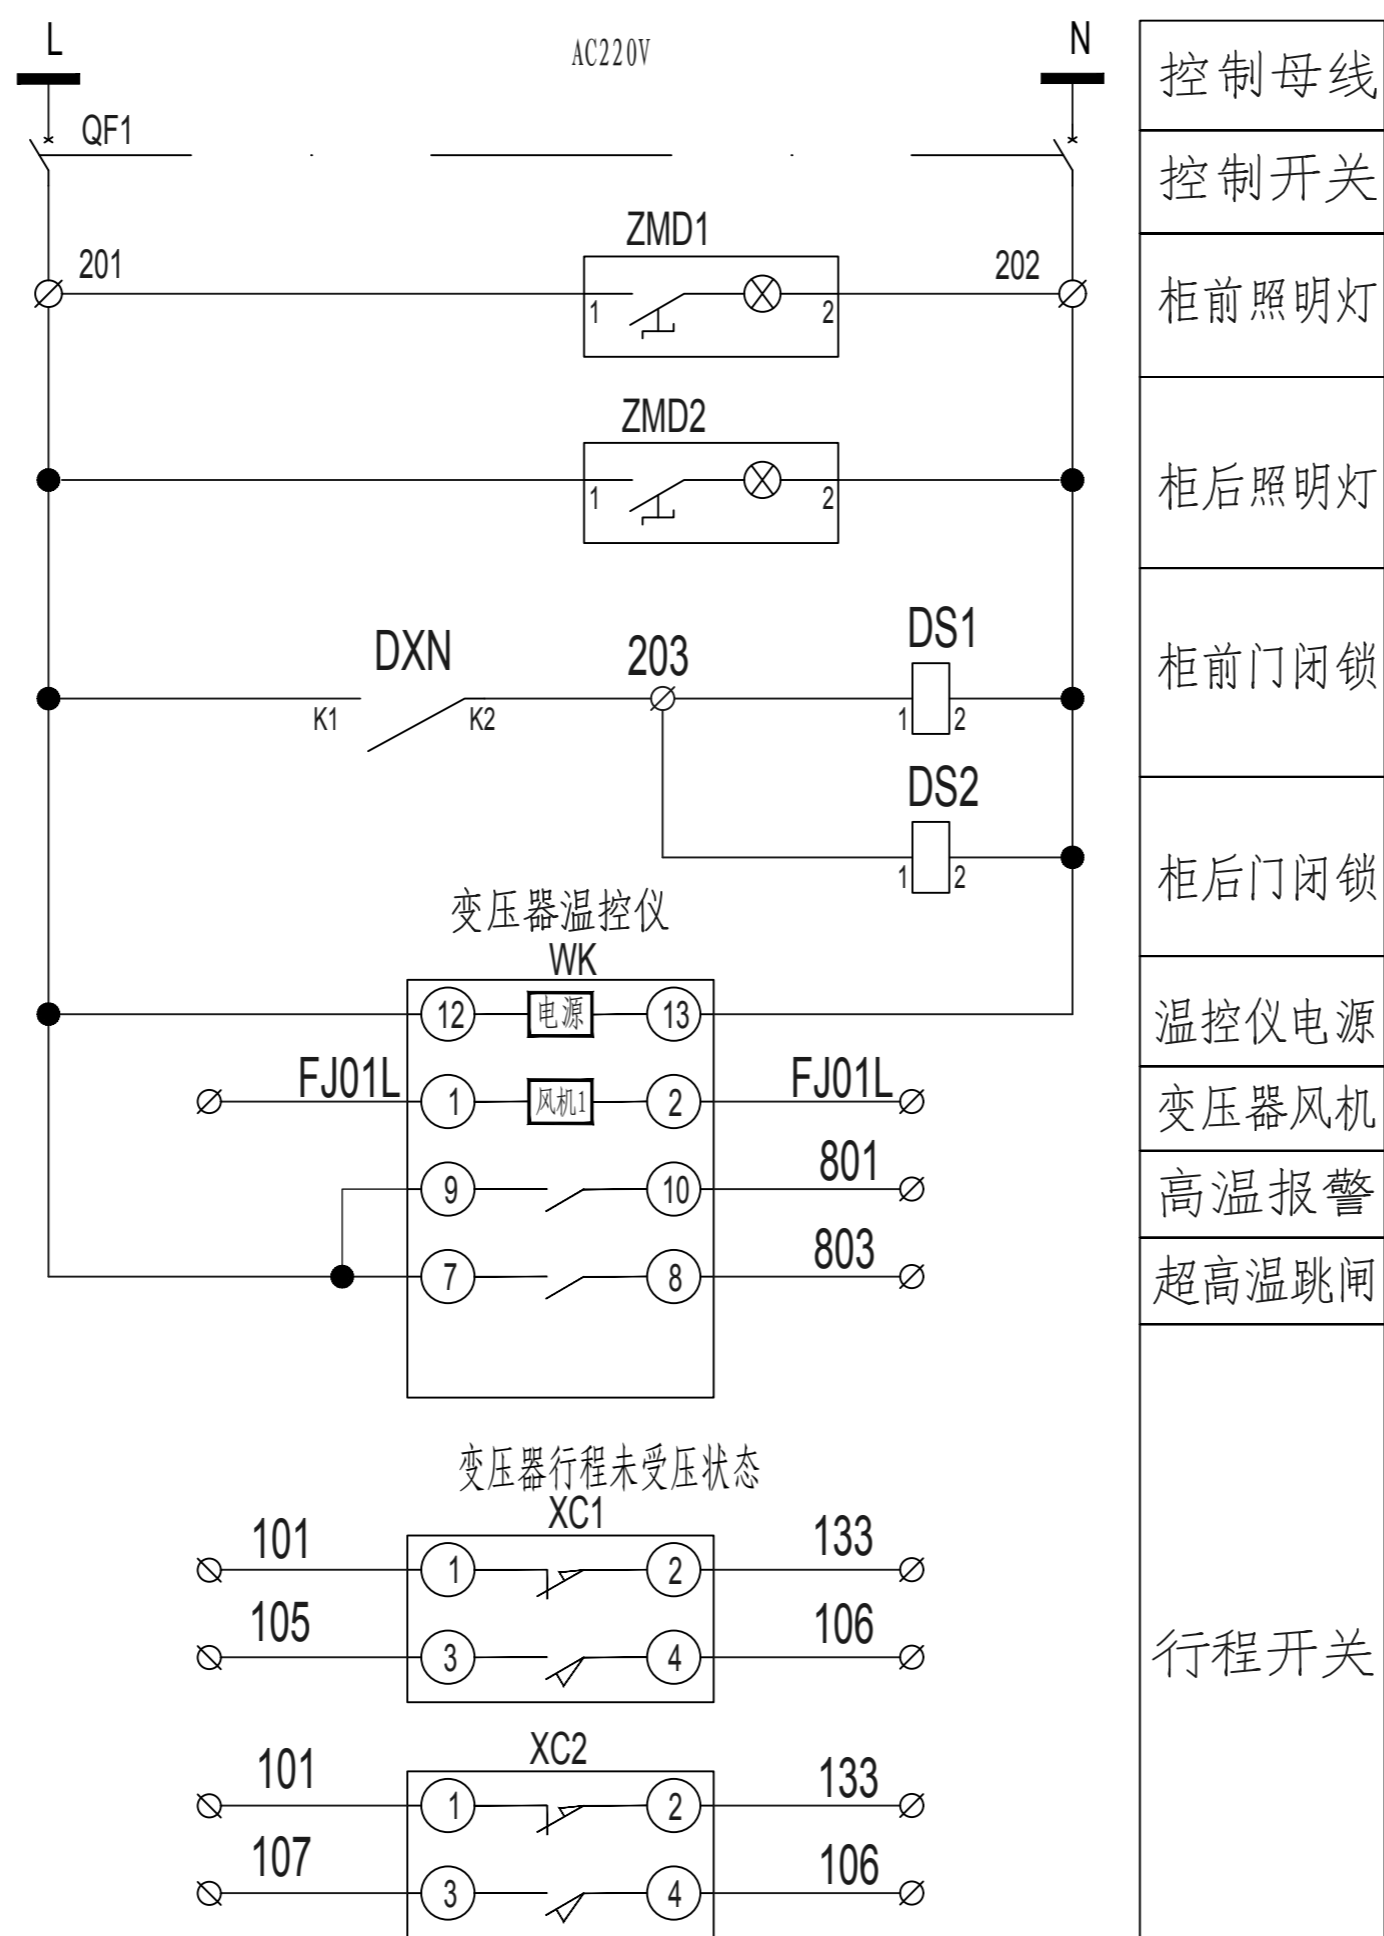 L
AC220V
N
控制母线
QF1
控制开关
ZMD1
201
202
1
2
柜前照明灯
ZMD2
1
2
柜后照明灯
DXN
203
DS1
K1
K2
1
2
柜前门闭锁
DS2
1
2
柜后门闭锁
变压器温控仪
WK
12
电源
13
温控仪电源
FJ01L
1
风机1
2
FJ01L
变压器风机
9
10
801
高温报警
7
8
803
超高温跳闸
变压器行程未受压状态
XC1
101
1
2
133
105
3
4
106
行程开关
XC2
101
1
2
133
107
3
4
106